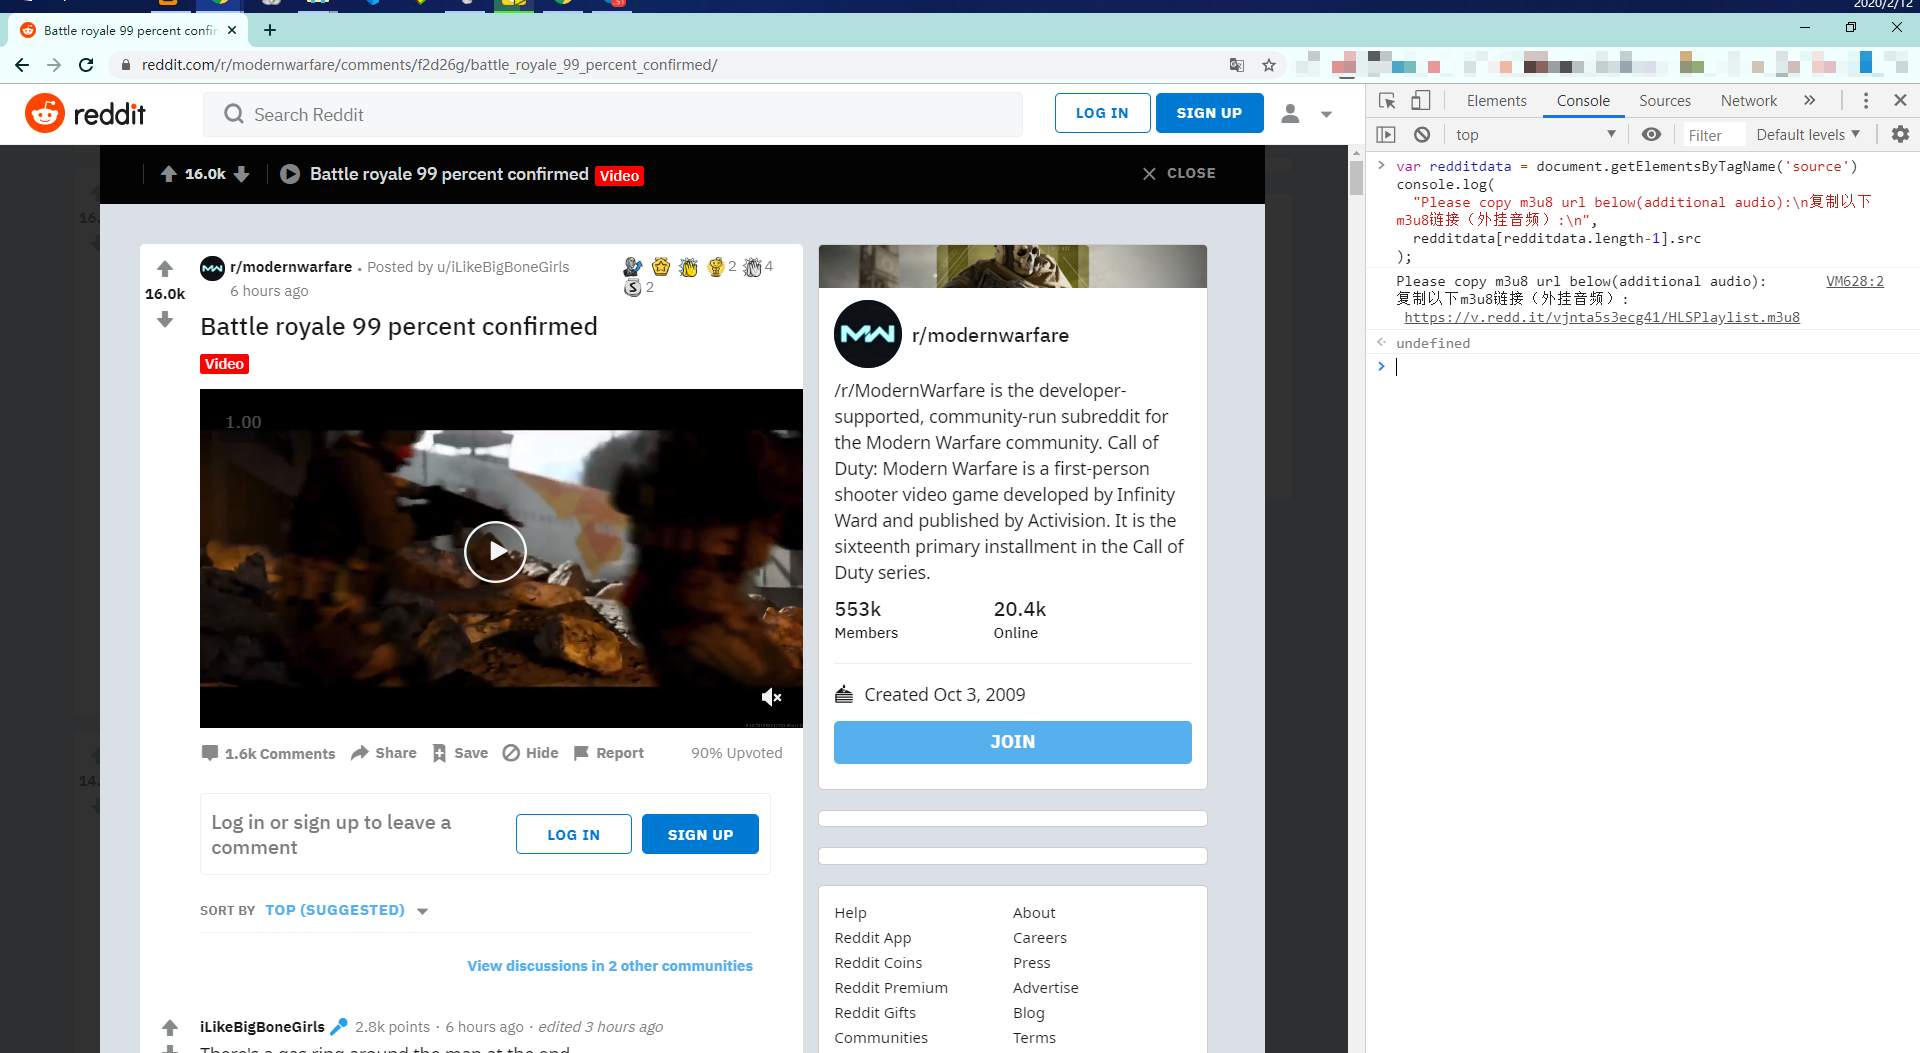 2020/2/12
Battle royale 99 percent confir
reddit.com/r/modernwarfare/comments/f2d26g/battle_royale_99_percent_confirmed/
reddit
Search Reddit
LOG IN
SIGN UP
16.0k
Battle royale 99 percent confirmed
Video
CLOSE
16.0k
r/modernwarfare • Posted by u/iLikeBigBoneGirls
6 hours ago
2
4
2
Battle royale 99 percent confirmed
Video
1.00
1.6k Comments
Share
Save
Hide
Report
90% Upvoted
Log in or sign up to leave a
comment
LOG IN
SIGN UP
SORT BY TOP (SUGGESTED)
View discussions in 2 other communities
iLikeBigBoneGirls 2.8k points · 6 hours ago · edited 3 hours ago
There's a gas ring around the map at the end
MW
r/modernwarfare
/r/ModernWarfare is the developer-
supported, community-run subreddit for
the Modern Warfare community. Call of
Duty: Modern Warfare is a first-person
shooter video game developed by Infinity
Ward and published by Activision. It is the
sixteenth primary installment in the Call of
Duty series.
553k
Members
20.4k
Online
Created Oct 3, 2009
JOIN
Help
About
Reddit App
Careers
Reddit Coins
Press
Reddit Premium
Advertise
Reddit Gifts
Blog
Communities
Terms
Elements
Console
Sources
Network
top
Filter
Default levels
var redditdata = document.getElementsByTagName('source')
console.log(
"Please copy m3u8 url below(additional audio):\n复制以下
m3u8链接（外挂音频）:\n",
redditdata[redditdata.length-1].src
);
Please copy m3u8 url below(additional audio):
VM628:2
复制以下m3u8链接（外挂音频）:
https://v.redd.it/vjnta5s3ecg41/HLSPlaylist.m3u8
undefined